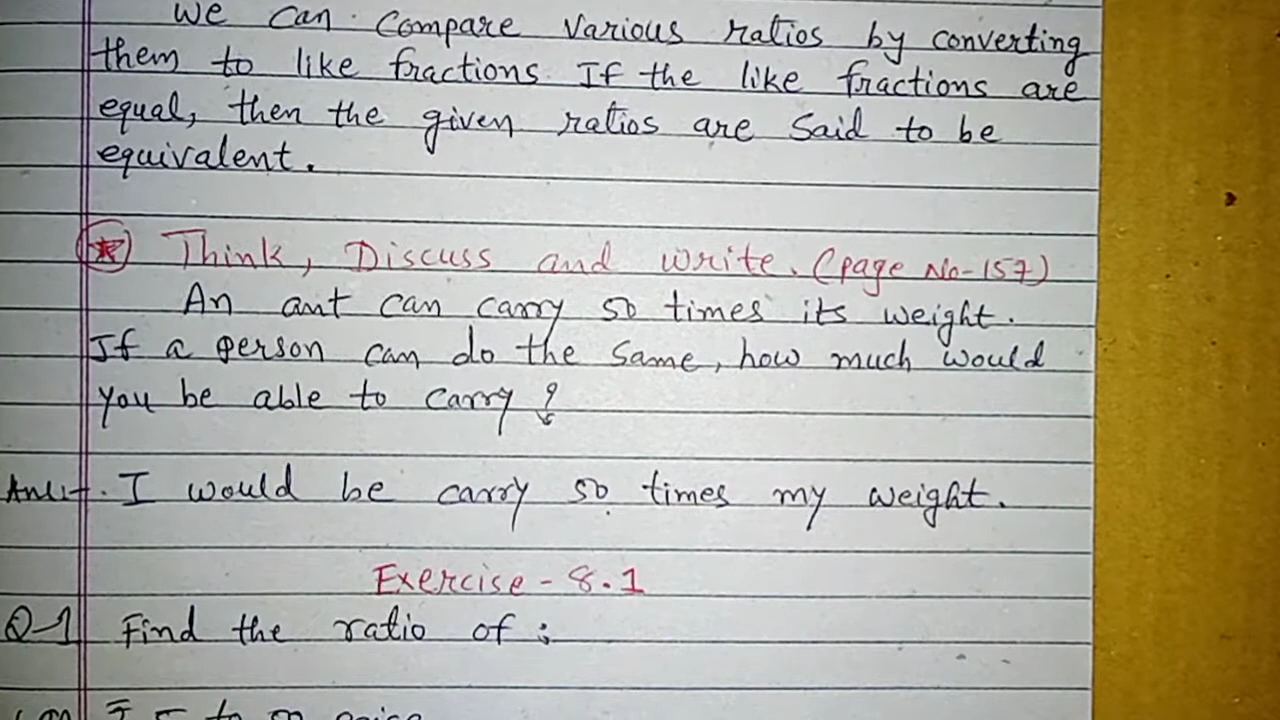 We can compare various ratios by converting
them to like fractions. If the like fractions are
equal, then the given ratios are said to be
equivalent.
Think, Discuss and write. (page No-157)
An ant can carry 50 times its weight.
If a person can do the same, how much would
you be able to carry?
Ans:-. I would be carry 50 times my weight.
Exercise - 8.1
Q-1 Find the ratio of :